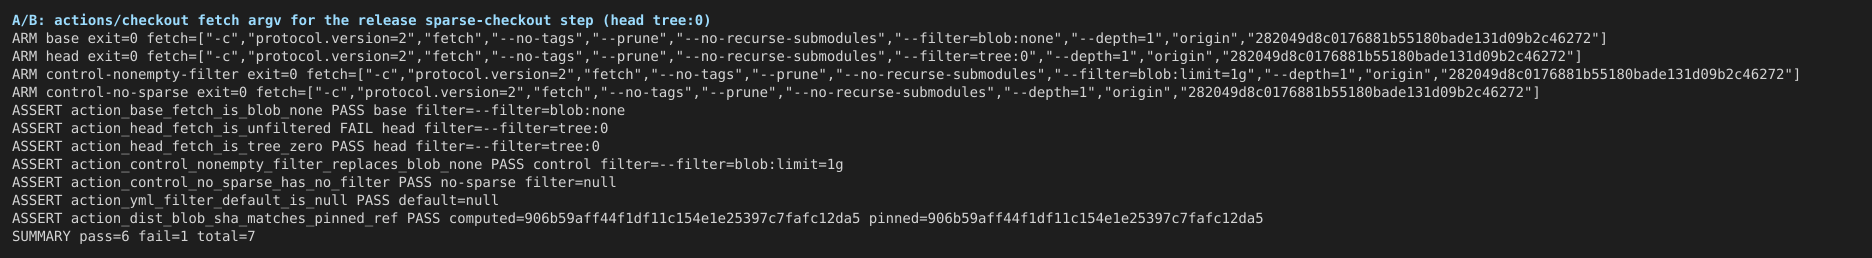 A/B: actions/checkout fetch argv for the release sparse-checkout step (head tree:0)
ARM base exit=0 fetch=["-c","protocol.version=2","fetch","--no-tags","--prune","--no-recurse-submodules","--filter=blob:none","--depth=1","origin","282049d8c0176881b55180bade131d09b2c46272"]
ARM head exit=0 fetch=["-c","protocol.version=2","fetch","--no-tags","--prune","--no-recurse-submodules","--filter=tree:0","--depth=1","origin","282049d8c0176881b55180bade131d09b2c46272"]
ARM control-nonempty-filter exit=0 fetch=["-c","protocol.version=2","fetch","--no-tags","--prune","--no-recurse-submodules","--filter=blob:limit=1g","--depth=1","origin","282049d8c0176881b55180bade131d09b2c46272"]
ARM control-no-sparse exit=0 fetch=["-c","protocol.version=2","fetch","--no-tags","--prune","--no-recurse-submodules","--depth=1","origin","282049d8c0176881b55180bade131d09b2c46272"]
ASSERT action_base_fetch_is_blob_none PASS base filter=--filter=blob:none
ASSERT action_head_fetch_is_unfiltered FAIL head filter=--filter=tree:0
ASSERT action_head_fetch_is_tree_zero PASS head filter=--filter=tree:0
ASSERT action_control_nonempty_filter_replaces_blob_none PASS control filter=--filter=blob:limit=1g
ASSERT action_control_no_sparse_has_no_filter PASS no-sparse filter=null
ASSERT action_yml_filter_default_is_null PASS default=null
ASSERT action_dist_blob_sha_matches_pinned_ref PASS computed=906b59aff44f1df11c154e1e25397c7fafc12da5 pinned=906b59aff44f1df11c154e1e25397c7fafc12da5
SUMMARY pass=6 fail=1 total=7